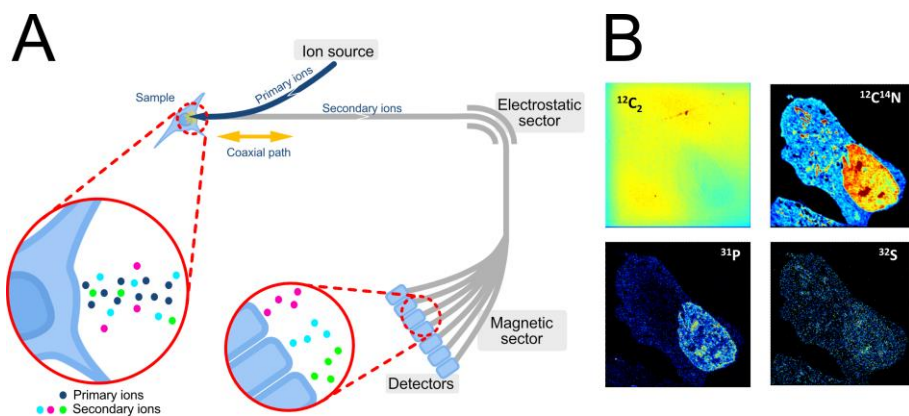 A
Ion source
Primary ions
Sample
Secondary ions
Electrostatic
sector
Coaxial path
Magnetic
sector
Detectors
Primary ions
Secondary ions
B
¹²C₂
¹²C¹⁴N
³¹P
³²S